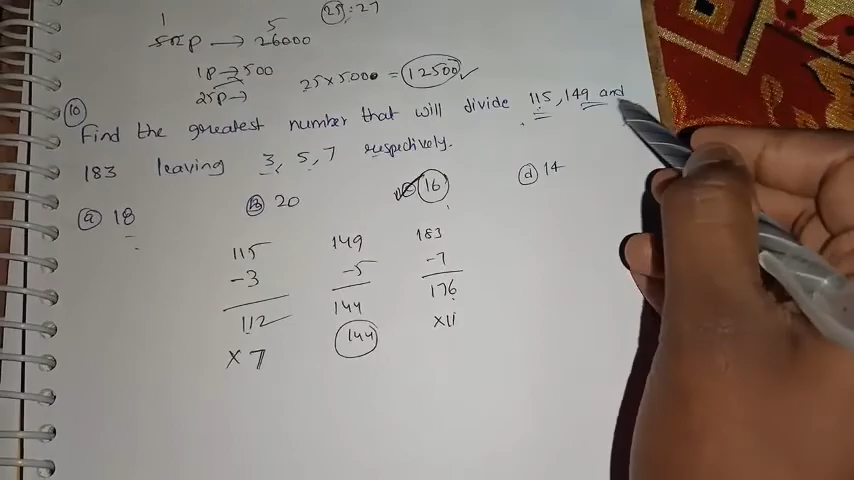 1
25:27
5
50p → 26000
1p → 500
25 × 5000 = 12500 ✓
25p →
10 Find the greatest number that will divide 115, 149 and
183 leaving 3, 5, 7 respectively.
a 18 b 20 c 16 d 14
115 149 183
-3 -5 -7
112 144 176
× 7 144 ×11